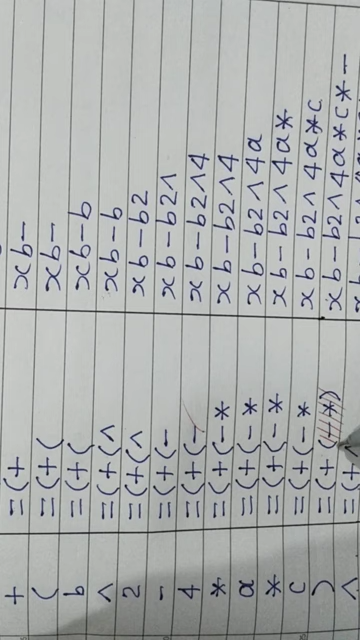 + =(+ xb-
( =(+( xb-
b =(+( xb-b
^ =(+(^ xb-b
2 =(+(^ xb-b2
- =(+(- xb-b2^
4 =(+(- xb-b2^4
* =(+(-* xb-b2^4
a =(+(-* xb-b2^4a
* =(+(-* xb-b2^4a*
c =(+(-* xb-b2^4a*c
) =(+ xb-b2^4a*c*-
^ =(+^